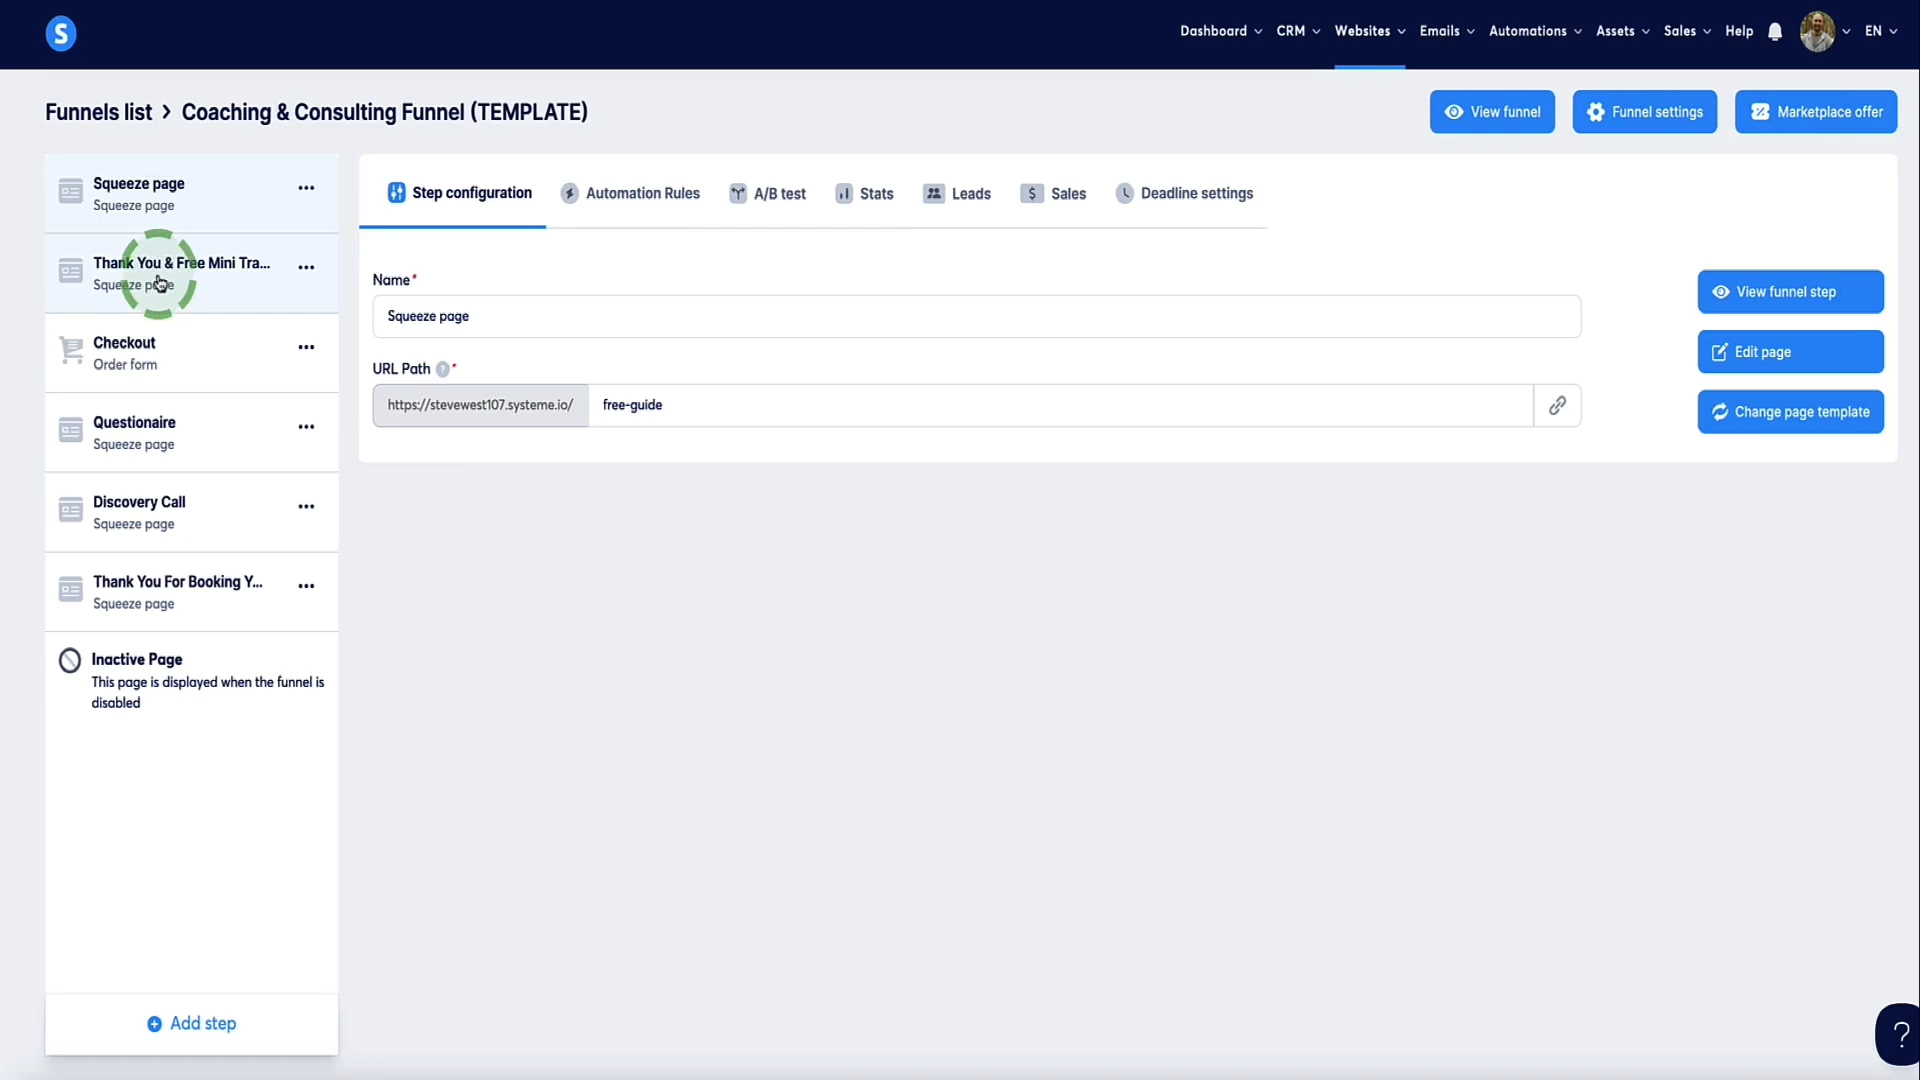 S
Dashboard
CRM
Websites
Emails
Automations
Assets
Sales
Help
EN
Funnels list > Coaching & Consulting Funnel (TEMPLATE)
View funnel
Funnel settings
Marketplace offer
Squeeze page
Squeeze page
Thank You & Free Mini Tra...
Squeeze page
Checkout
Order form
Questionaire
Squeeze page
Discovery Call
Squeeze page
Thank You For Booking Y...
Squeeze page
Inactive Page
This page is displayed when the funnel is
disabled
Add step
Step configuration
Automation Rules
A/B test
Stats
Leads
$ Sales
Deadline settings
Name*
Squeeze page
URL Path ? *
https://stevewest107.systeme.io/
free-guide
View funnel step
Edit page
Change page template
?